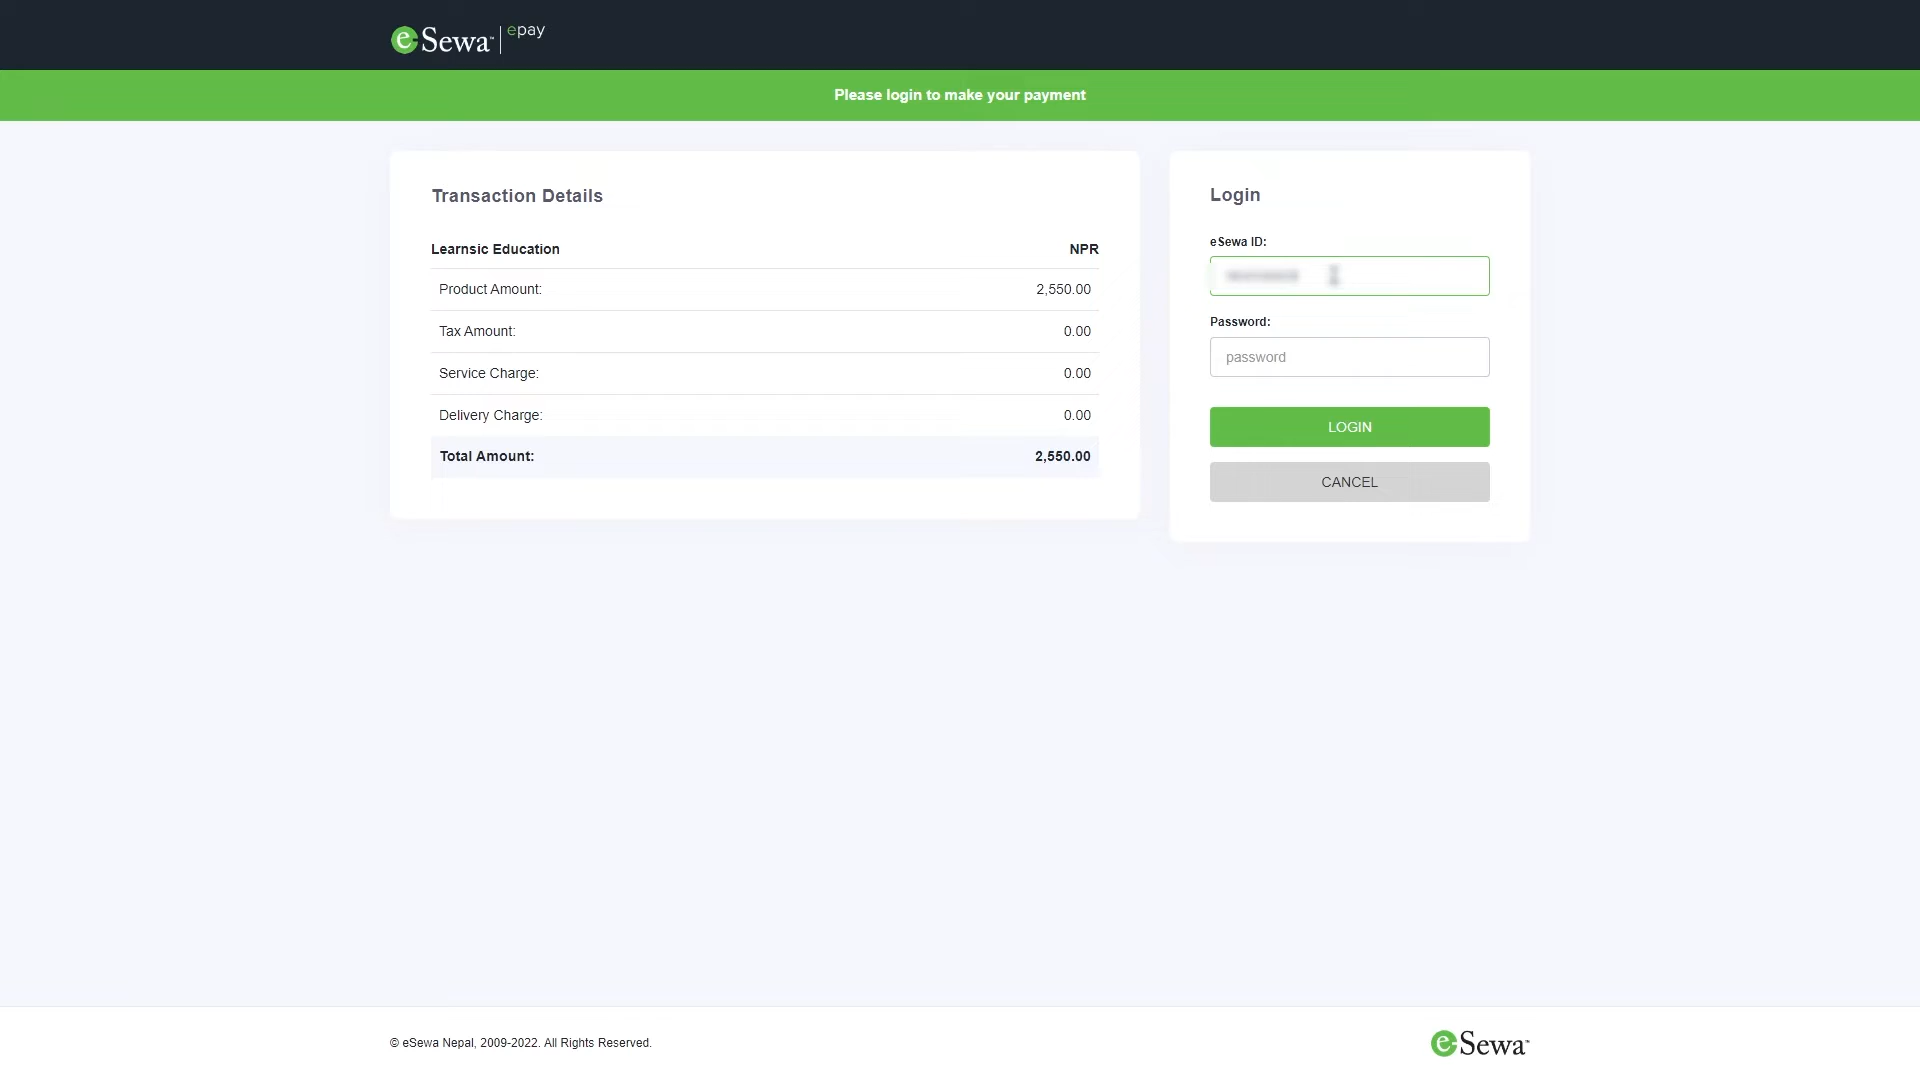 eSewa™ | epay
Please login to make your payment
Transaction Details
Learnsic Education NPR
Product Amount: 2,550.00
Tax Amount: 0.00
Service Charge: 0.00
Delivery Charge: 0.00
Total Amount: 2,550.00
Login
eSewa ID:
Password:
password
LOGIN
CANCEL
© eSewa Nepal, 2009-2022. All Rights Reserved.
eSewa™